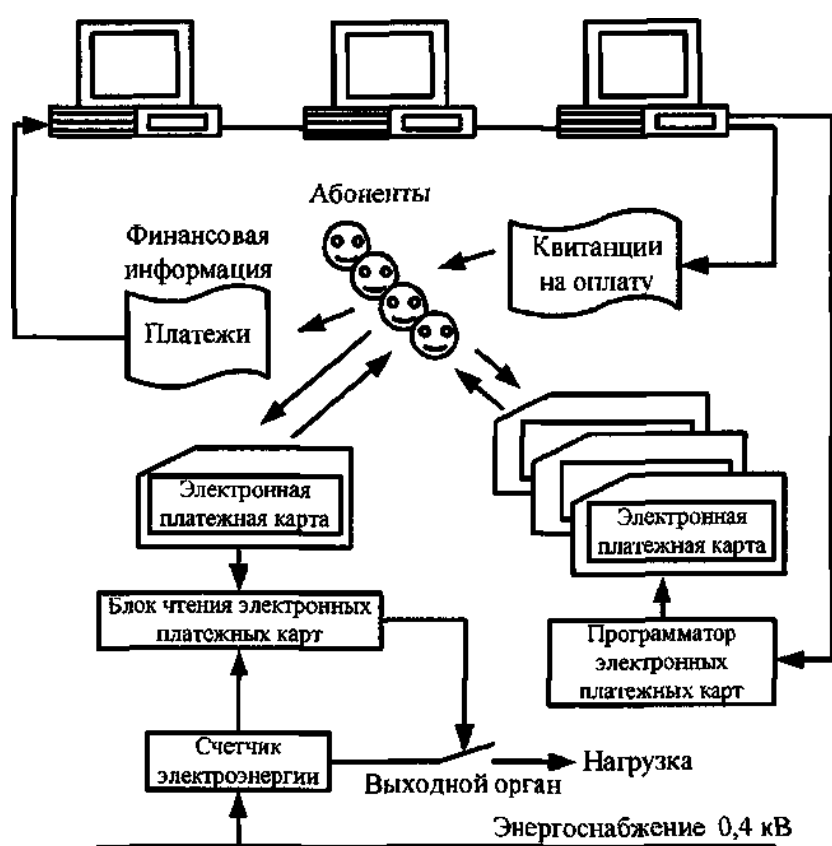 Абоненты
Финансовая
информация
Квитанции
на оплату
Платежи
Электронная
платежная карта
Электронная
платежная карта
Блок чтения электронных
платежных карт
Программатор
электронных
платежных карт
Счетчик
электроэнергии
Выходной орган
Нагрузка
Энергоснабжение 0,4 кВ